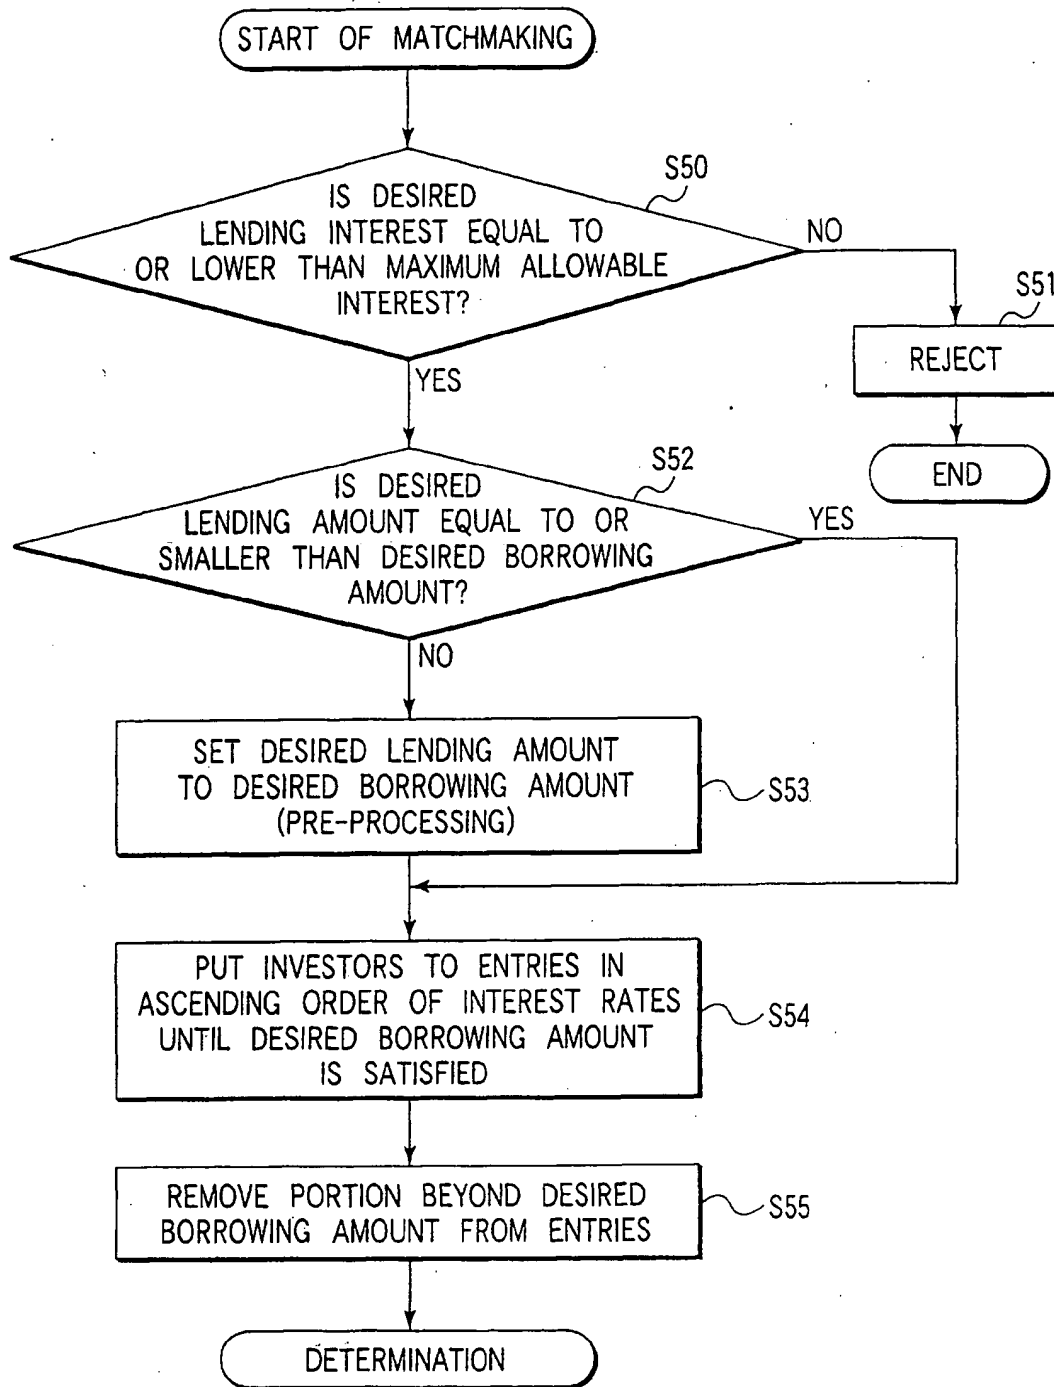 START OF MATCHMAKING
S50
IS DESIRED
LENDING INTEREST EQUAL TO
OR LOWER THAN MAXIMUM ALLOWABLE
INTEREST?
NO
S51
REJECT
END
YES
S52
IS DESIRED
LENDING AMOUNT EQUAL TO OR
SMALLER THAN DESIRED BORROWING
AMOUNT?
YES
NO
SET DESIRED LENDING AMOUNT
TO DESIRED BORROWING AMOUNT
(PRE-PROCESSING)
S53
PUT INVESTORS TO ENTRIES IN
ASCENDING ORDER OF INTEREST RATES
UNTIL DESIRED BORROWING AMOUNT
IS SATISFIED
S54
REMOVE PORTION BEYOND DESIRED
BORROWING AMOUNT FROM ENTRIES
S55
DETERMINATION